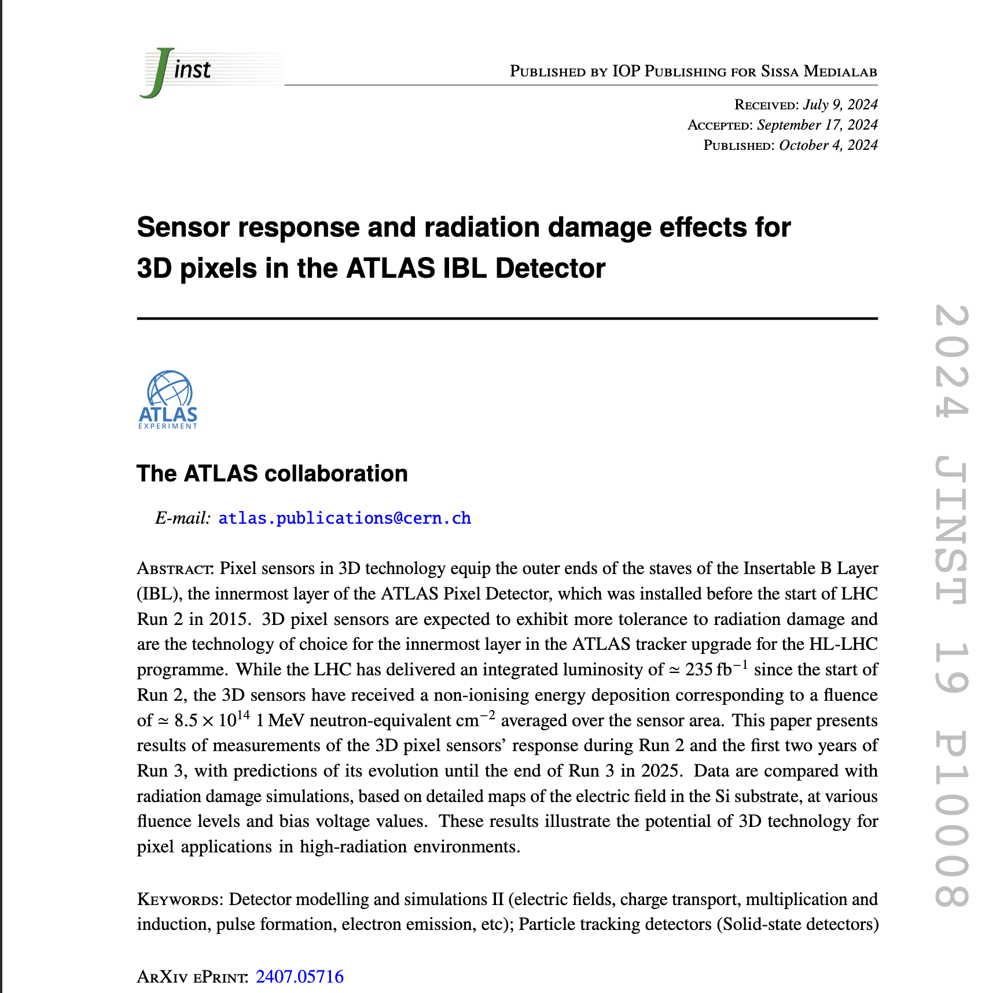 Jinst
Published by IOP Publishing for Sissa Medialab
Received: July 9, 2024
Accepted: September 17, 2024
Published: October 4, 2024
Sensor response and radiation damage effects for
3D pixels in the ATLAS IBL Detector
ATLAS
EXPERIMENT
The ATLAS collaboration
E-mail: atlas.publications@cern.ch
Abstract: Pixel sensors in 3D technology equip the outer ends of the staves of the Insertable B Layer
(IBL), the innermost layer of the ATLAS Pixel Detector, which was installed before the start of LHC
Run 2 in 2015. 3D pixel sensors are expected to exhibit more tolerance to radiation damage and
are the technology of choice for the innermost layer in the ATLAS tracker upgrade for the HL-LHC
programme. While the LHC has delivered an integrated luminosity of ≃ 235 fb⁻¹ since the start of
Run 2, the 3D sensors have received a non-ionising energy deposition corresponding to a fluence
of ≃ 8.5 × 10¹⁴ 1 MeV neutron-equivalent cm⁻² averaged over the sensor area. This paper presents
results of measurements of the 3D pixel sensors’ response during Run 2 and the first two years of
Run 3, with predictions of its evolution until the end of Run 3 in 2025. Data are compared with
radiation damage simulations, based on detailed maps of the electric field in the Si substrate, at various
fluence levels and bias voltage values. These results illustrate the potential of 3D technology for
pixel applications in high-radiation environments.
Keywords: Detector modelling and simulations II (electric fields, charge transport, multiplication and
induction, pulse formation, electron emission, etc); Particle tracking detectors (Solid-state detectors)
ArXiv ePrint: 2407.05716
2024 JINST 19 P10008